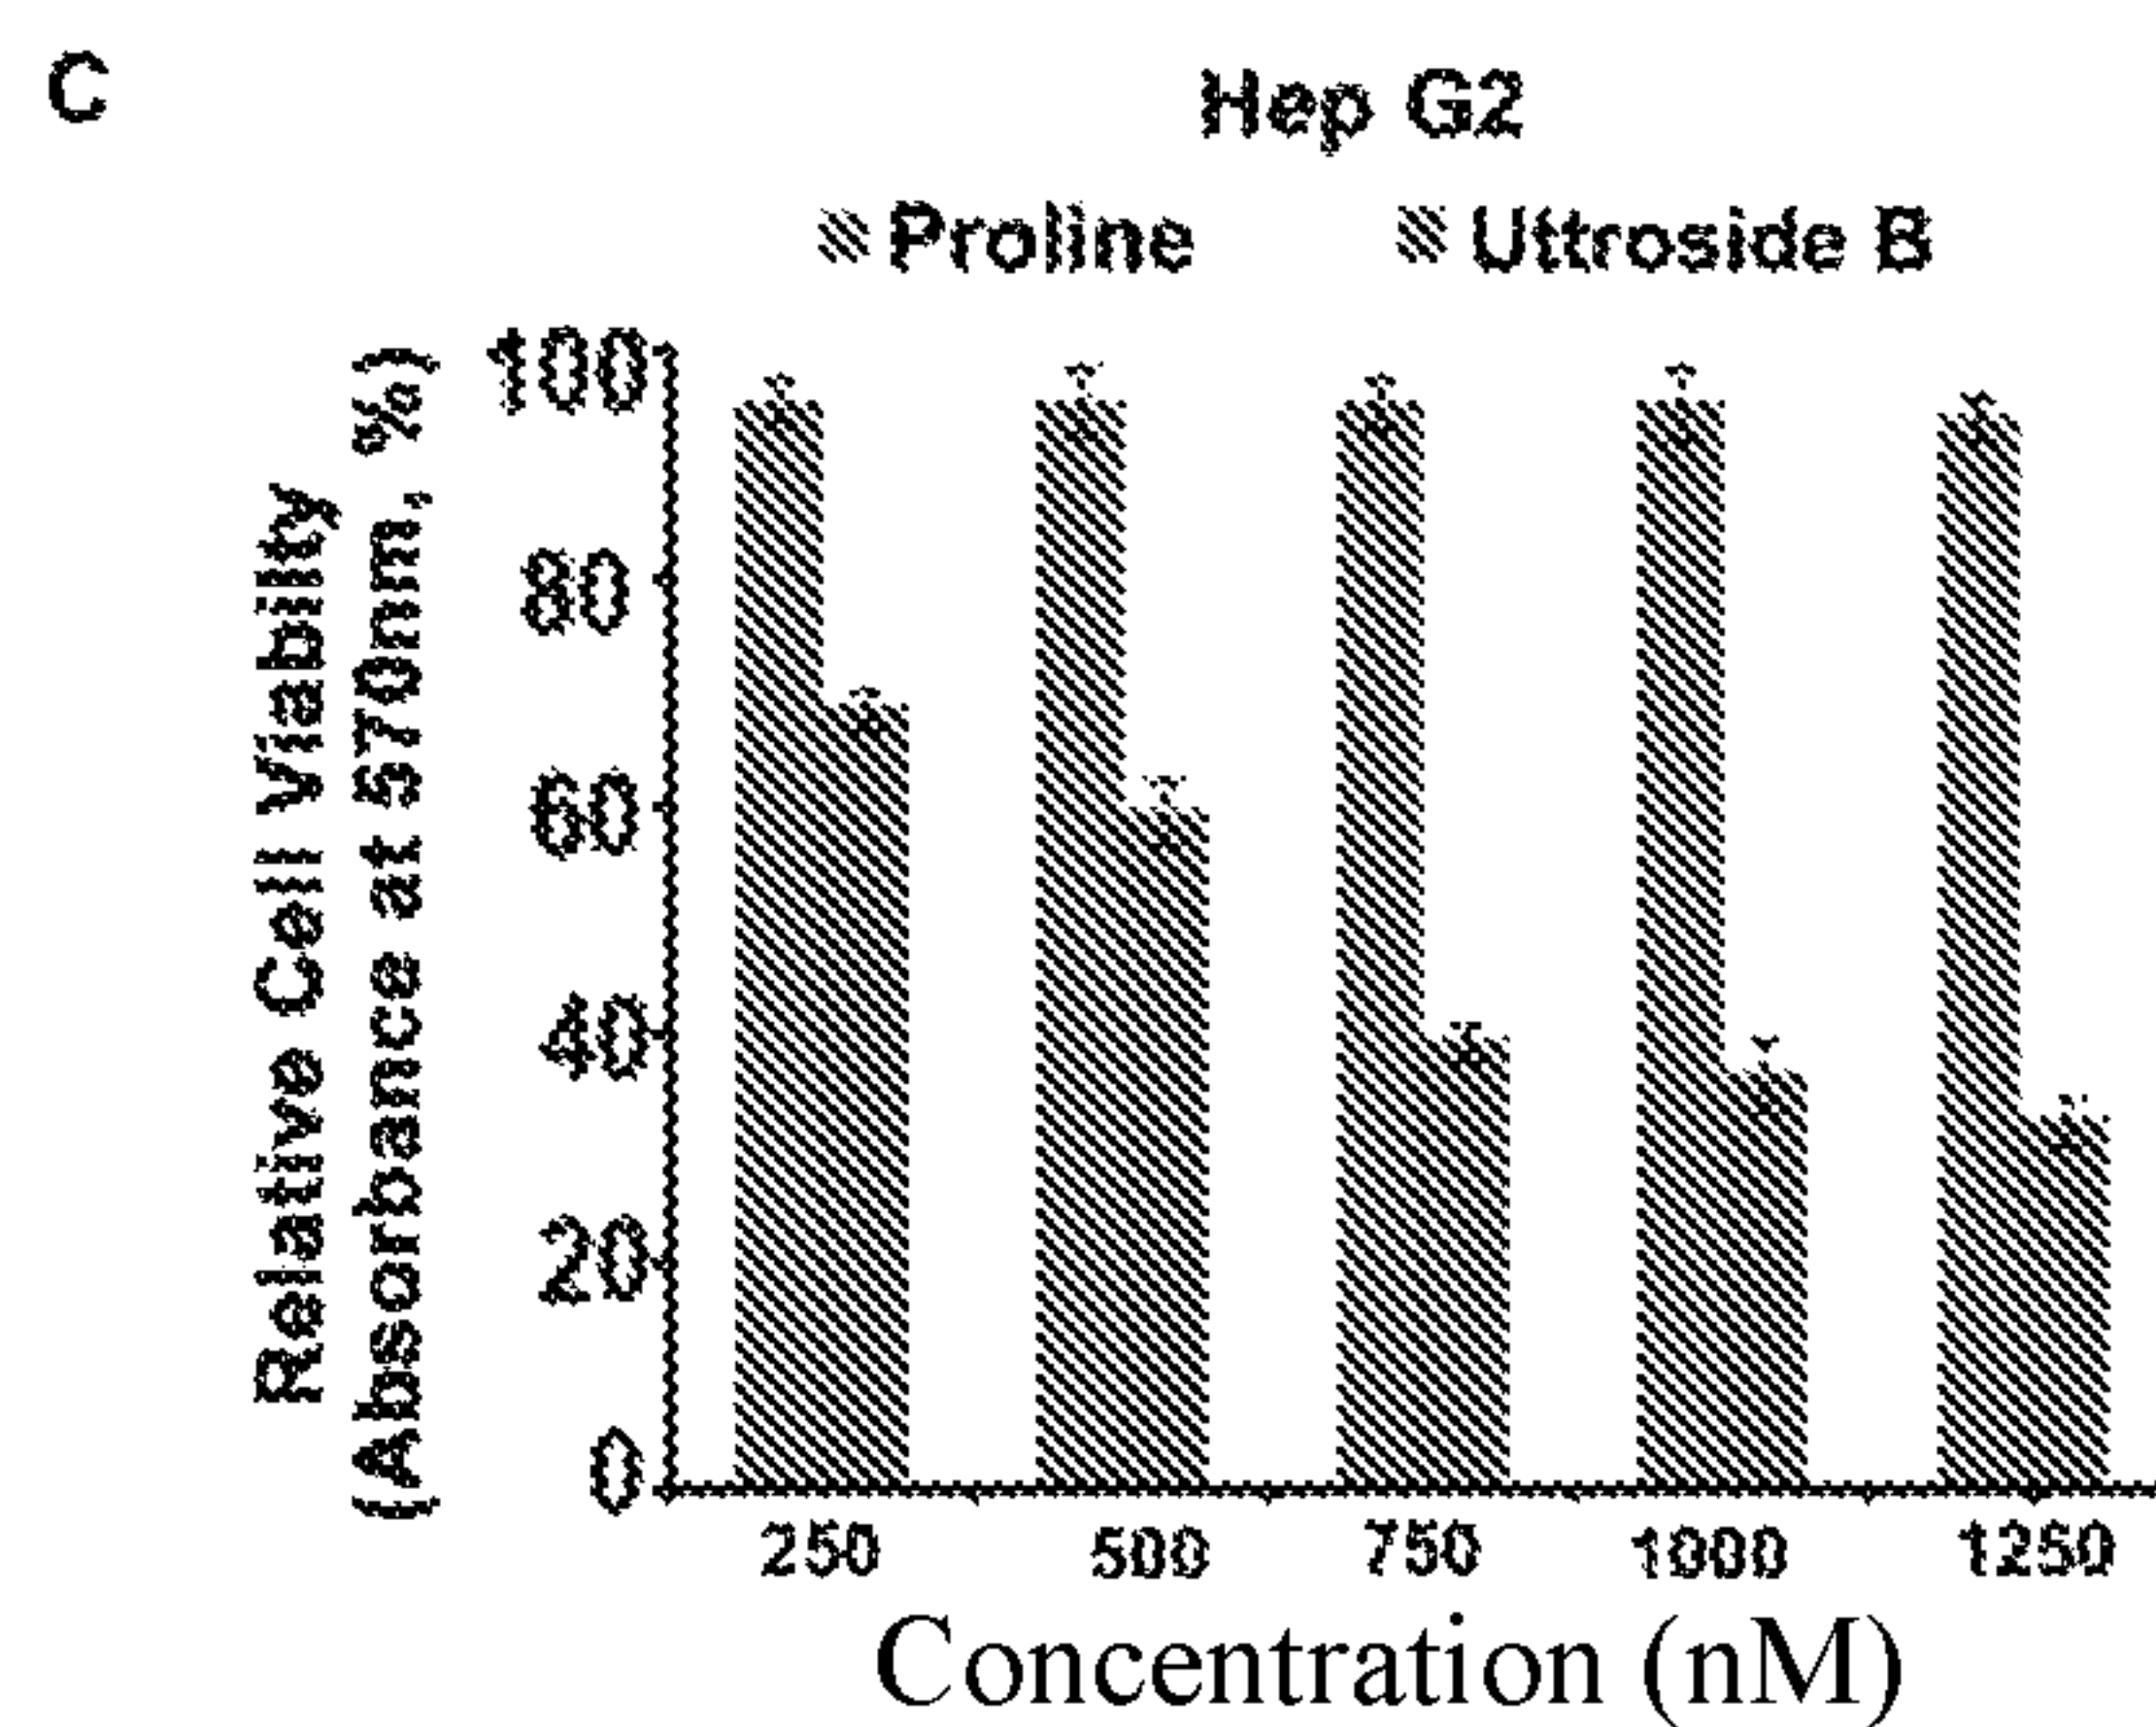 C
Hep G2
Proline
Uttroside B
Relative Cell Viability
(Absorbance at 570nm, %)
100
80
60
40
20
0
250 500 750 1000 1250
Concentration (nM)